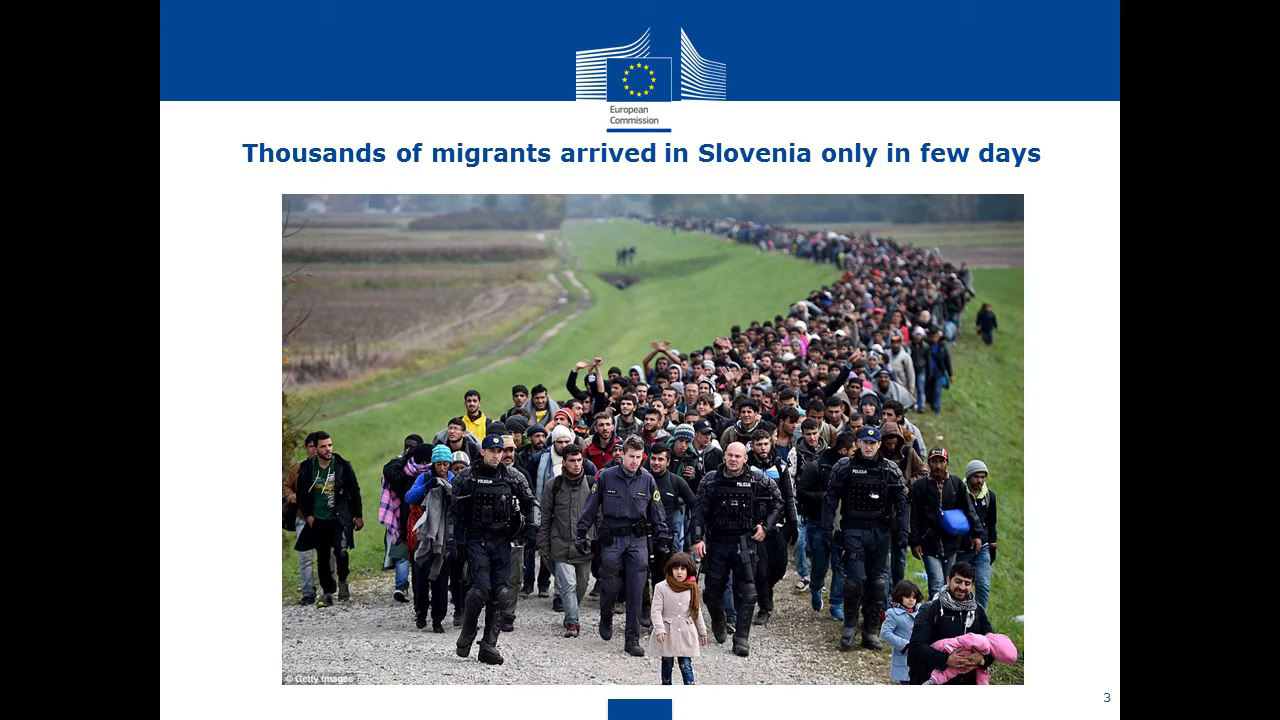 European
Commission
Thousands of migrants arrived in Slovenia only in few days
POLICIJA
POLICIJA
POLICIJA
© Getty Images
3